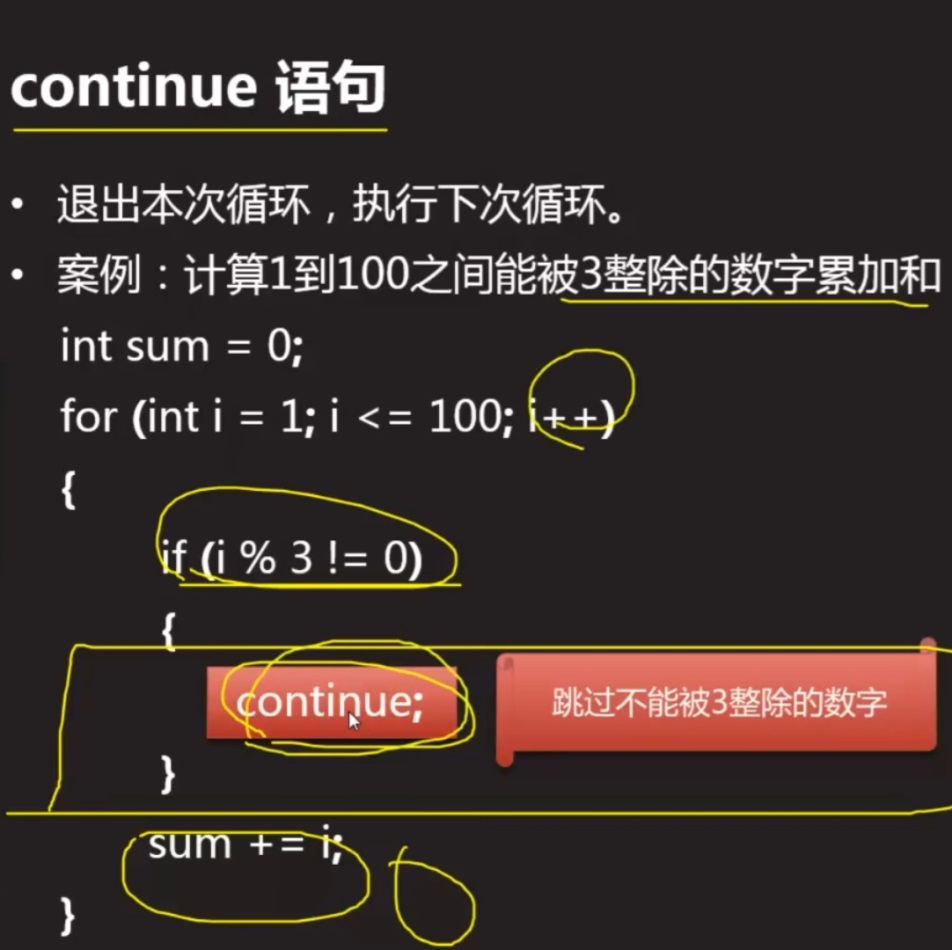 continue 语句
• 退出本次循环，执行下次循环。
• 案例：计算1到100之间能被3整除的数字累加和
int sum = 0;
for (int i = 1; i <= 100; i++)
{
if (i % 3 != 0)
{
continue; 跳过不能被3整除的数字
}
sum += i;
}